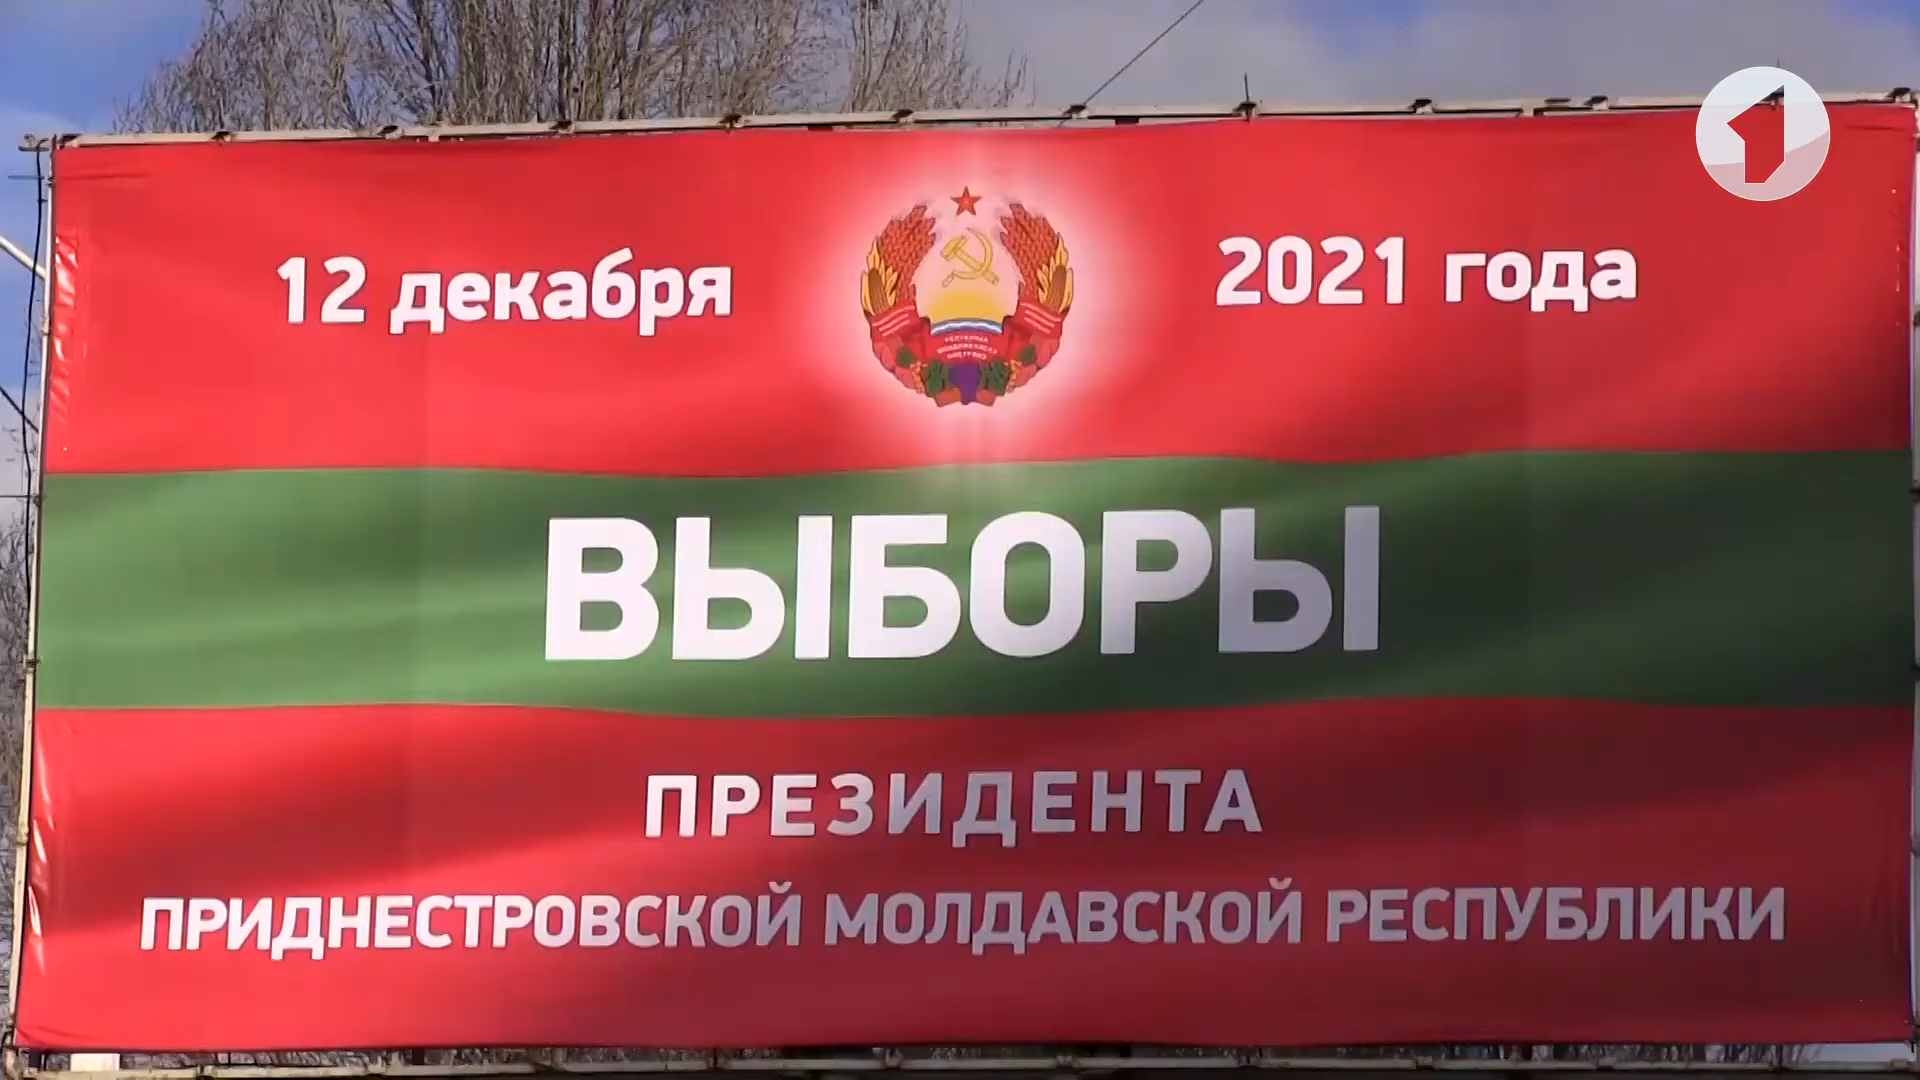 12 декабря 2021 года
ВЫБОРЫ
ПРЕЗИДЕНТА
ПРИДНЕСТРОВСКОЙ МОЛДАВСКОЙ РЕСПУБЛИКИ